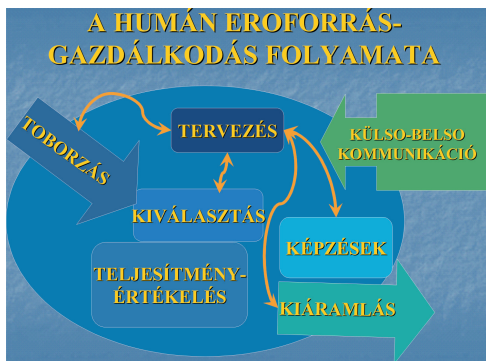 A HUMÁN EROFORRÁS-
GAZDÁLKODÁS FOLYAMATA
TOBORZÁS
TERVEZÉS
KÜLSO-BELSO
KOMMUNIKÁCIÓ
KIVÁLASZTÁS
KÉPZÉSEK
TELJESÍTMÉNY-
ÉRTÉKELÉS
KIÁRAMLÁS